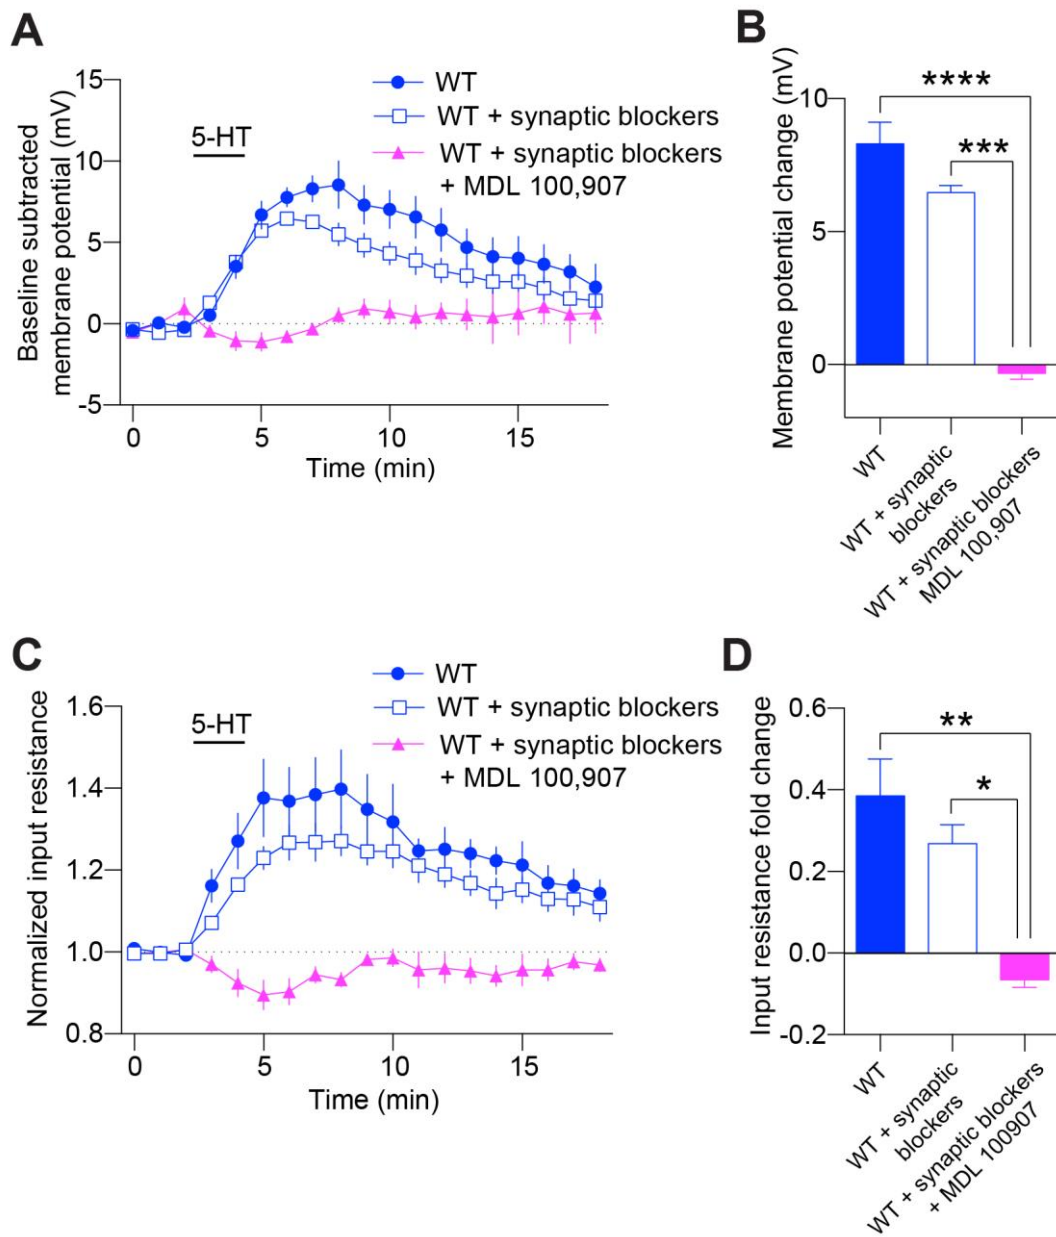 A
Baseline subtracted
membrane potential (mV)
15
10
5
0
-5
5-HT
WT
WT + synaptic blockers
WT + synaptic blockers
+ MDL 100,907
0
5
10
15
Time (min)
B
Membrane potential change (mV)
10
5
0
****
***
WT
WT + synaptic
blockers
WT + synaptic blockers
MDL 100,907
C
Normalized input resistance
1.6
1.4
1.2
1.0
0.8
5-HT
WT
WT + synaptic blockers
WT + synaptic blockers
+ MDL 100,907
0
5
10
15
Time (min)
D
Input resistance fold change
0.6
0.4
0.2
0.0
-0.2
**
*
WT
WT + synaptic
blockers
WT + synaptic blockers
+ MDL 100907